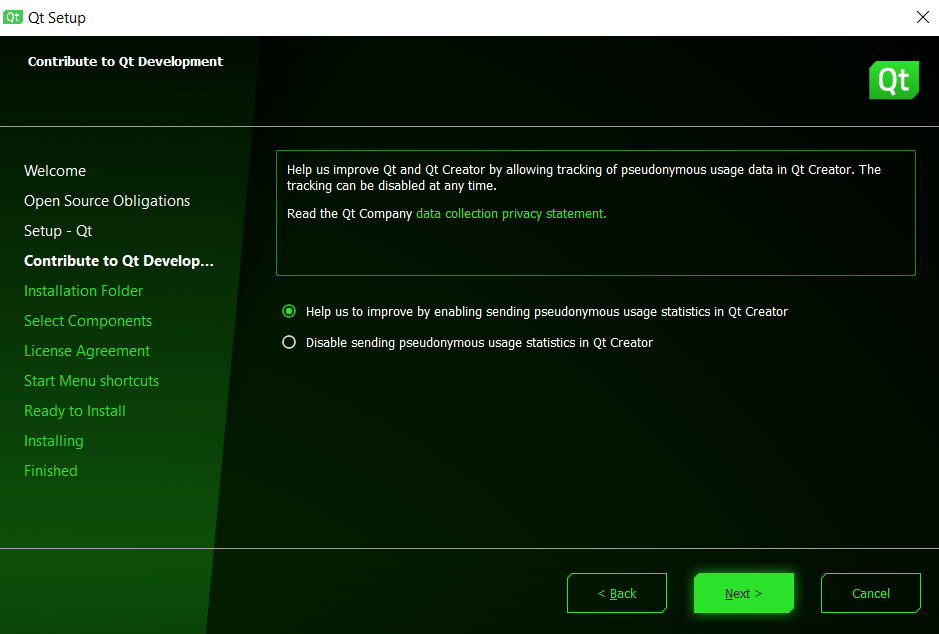 Qt Qt Setup
Contribute to Qt Development
Qt
Welcome
Open Source Obligations
Setup - Qt
Contribute to Qt Develop...
Installation Folder
Select Components
License Agreement
Start Menu shortcuts
Ready to Install
Installing
Finished
Help us improve Qt and Qt Creator by allowing tracking of pseudonymous usage data in Qt Creator. The
tracking can be disabled at any time.
Read the Qt Company data collection privacy statement.
Help us to improve by enabling sending pseudonymous usage statistics in Qt Creator
Disable sending pseudonymous usage statistics in Qt Creator
< Back
Next >
Cancel